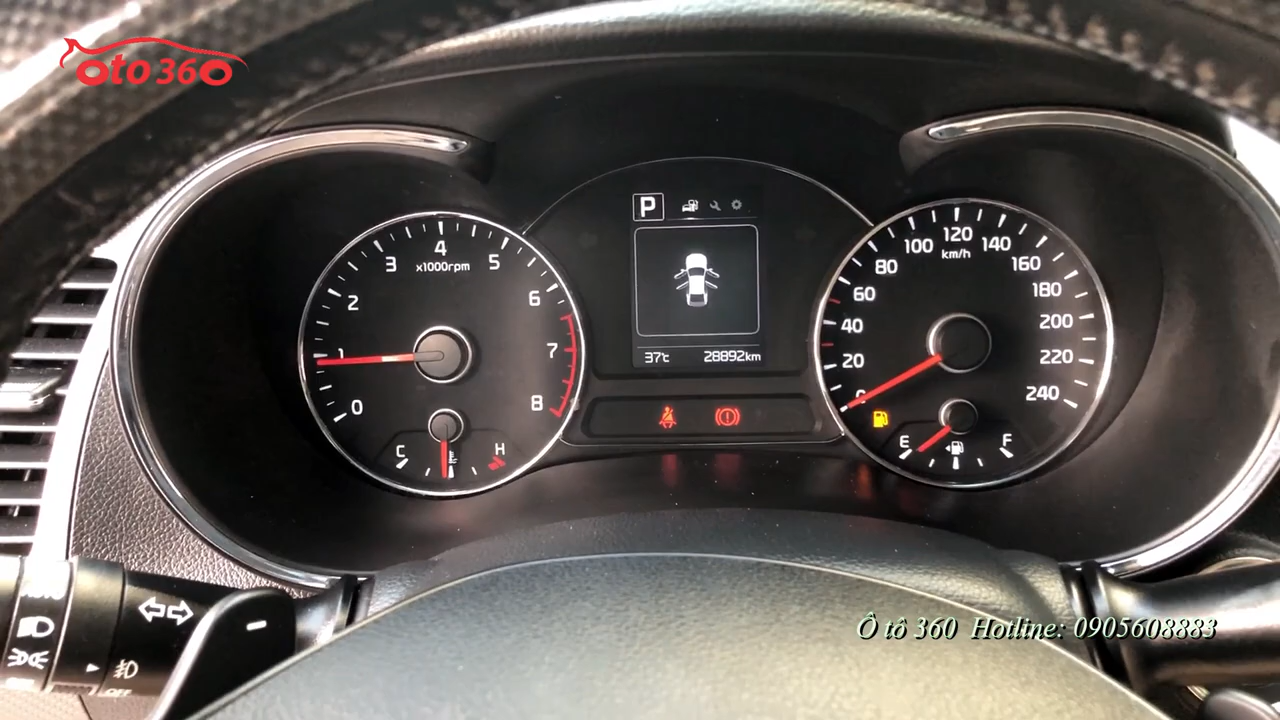 oto360
P
3 4 5
x1000rpm
2 6
1 7
0 8
C H
37°C 28892km
100 120 140
km/h
80 160
60 180
40 200
20 220
0 240
E F
OFF
Ô tô 360 Hotline: 0905608883